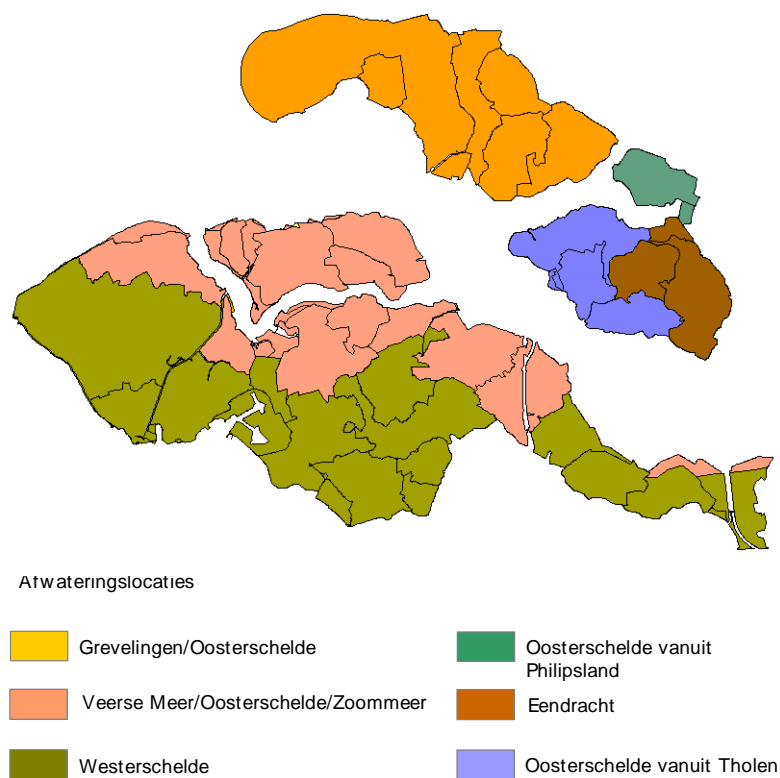 Afwateringslocaties
Grevelingen/Oosterschelde
Veerse Meer/Oosterschelde/Zoommeer
Westerschelde
Oosterschelde vanuit
Philipsland
Eendracht
Oosterschelde vanuit Tholen